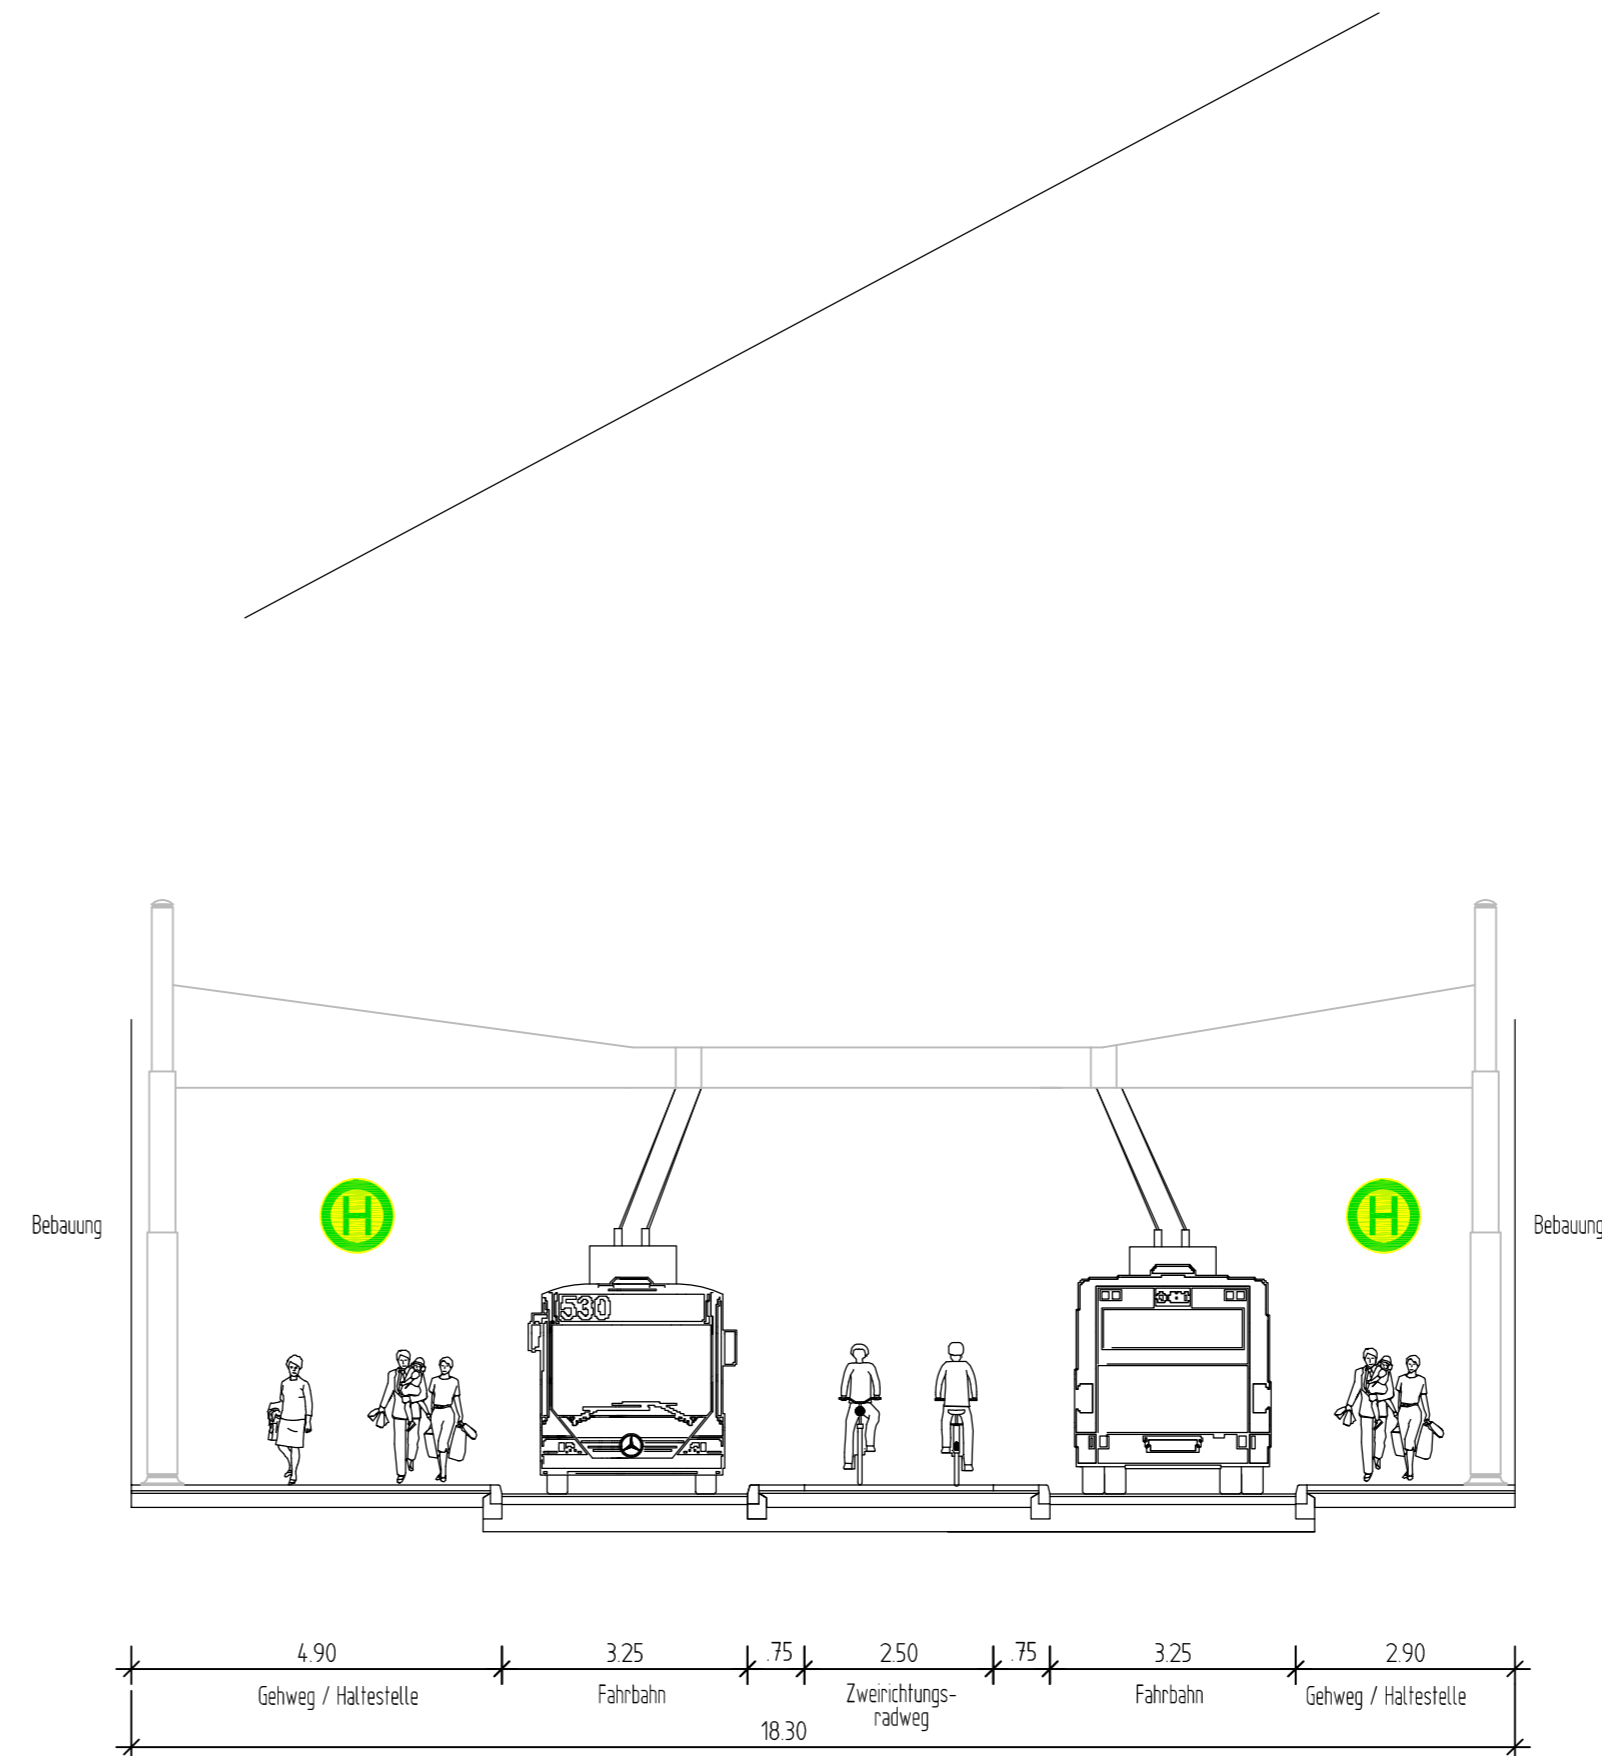 H
H
Bebauung
Bebauung
530
4.90
3.25
.75
2.50
.75
3.25
2.90
Gehweg / Haltestelle
Fahrbahn
Zweirichtungs-
radweg
Fahrbahn
Gehweg / Haltestelle
18.30